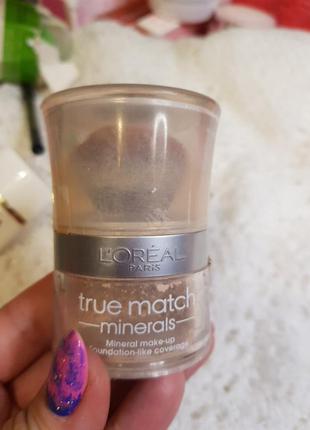 L'ORÉAL
PARIS
true match
minerals
Mineral make-up
foundation-like coverage